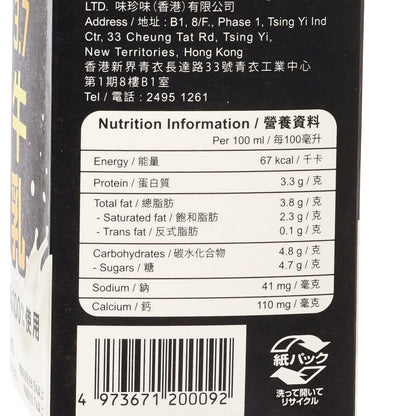 LTD. 味珍味(香港)有限公司
Address / 地址 : B1, 8/F., Phase 1, Tsing Yi Ind
Ctr, 33 Cheung Tat Rd, Tsing Yi,
New Territories, Hong Kong
香港新界青衣長達路33號青衣工業中心
第1期8樓B1室
Tel / 電話 : 2495 1261
Nutrition Information / 營養資料
Per 100 ml / 每100毫升
Energy / 能量 67 kcal / 千卡
Protein / 蛋白質 3.3 g / 克
Total fat / 總脂肪 3.8 g / 克
- Saturated fat / 飽和脂肪 2.3 g / 克
- Trans fat / 反式脂肪 0.1 g / 克
Carbohydrates / 碳水化合物 4.8 g / 克
- Sugars / 糖 4.7 g / 克
Sodium / 鈉 41 mg / 毫克
Calcium / 鈣 110 mg / 毫克
4 973671 200092
紙パック
洗って開いて
リサイクル
牛乳
100%使用